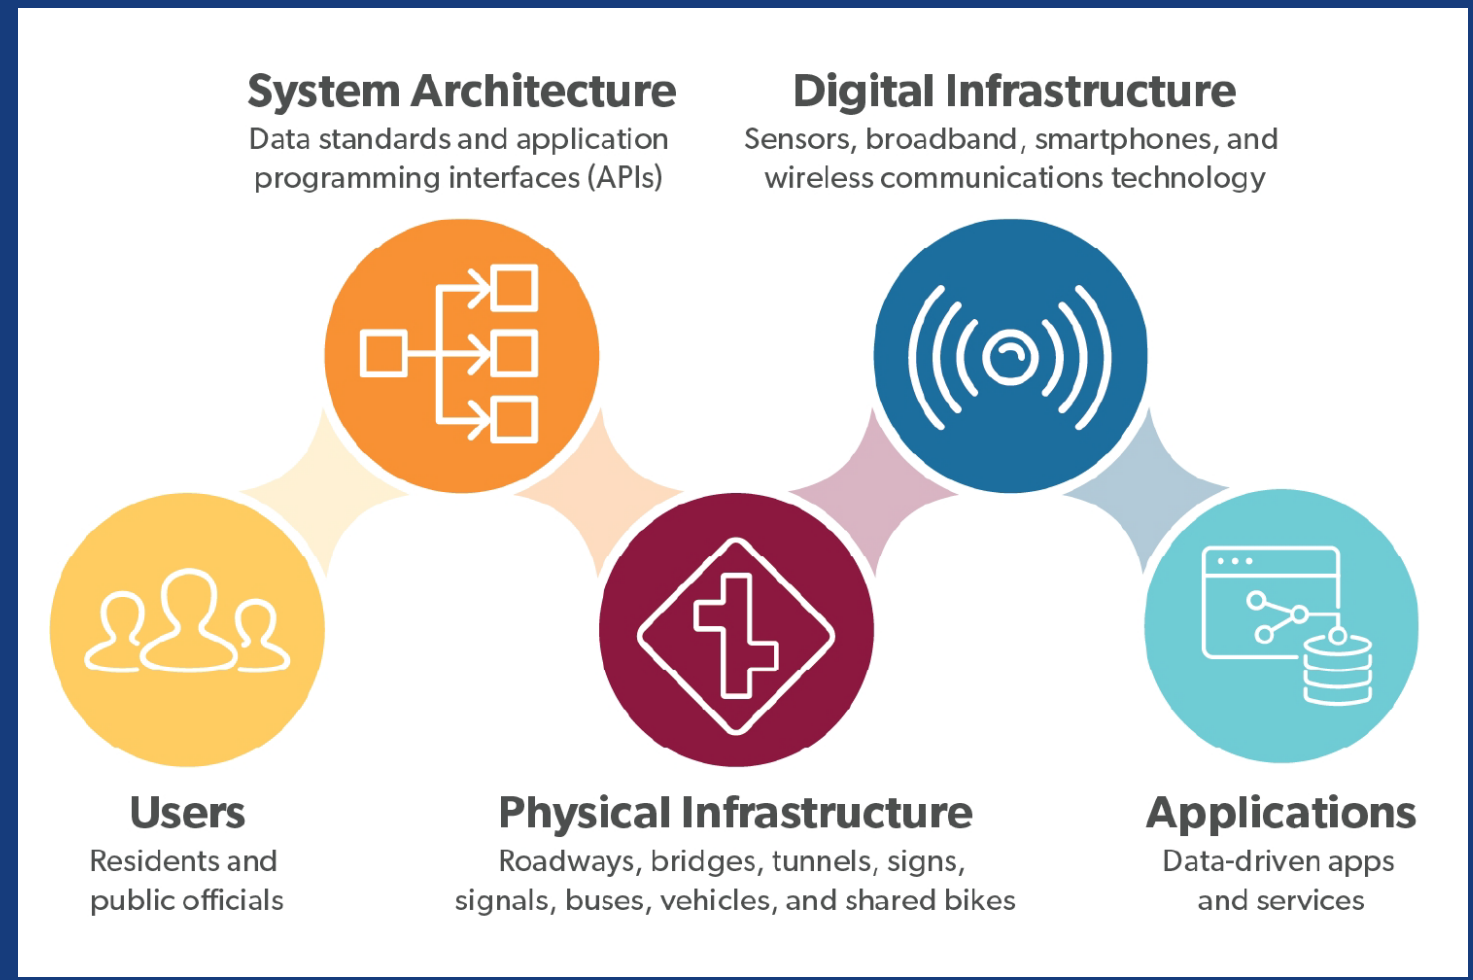 System Architecture
Data standards and application
programming interfaces (APIs)
Digital Infrastructure
Sensors, broadband, smartphones, and
wireless communications technology
Users
Residents and
public officials
Physical Infrastructure
Roadways, bridges, tunnels, signs,
signals, buses, vehicles, and shared bikes
Applications
Data-driven apps
and services